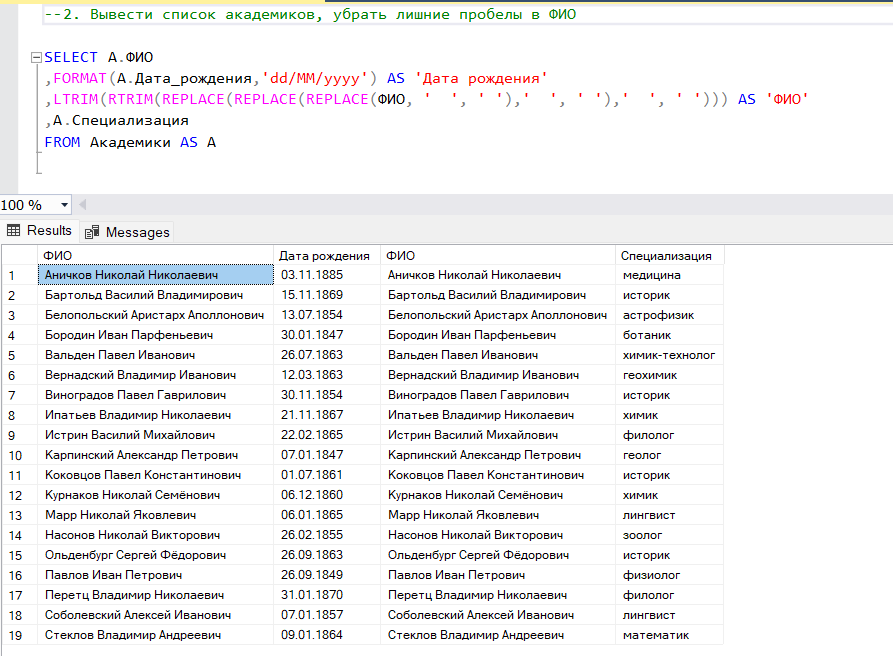 --2. Вывести список академиков, убрать лишние пробелы в ФИО
SELECT А.ФИО
,FORMAT(А.Дата_рождения,'dd/MM/yyyy') AS 'Дата рождения'
,LTRIM(RTRIM(REPLACE(REPLACE(REPLACE(ФИО, '  ', ' '),'  ', ' '),'  ', ' '))) AS 'ФИО'
,А.Специализация
FROM Академики AS А
100 %
Results Messages
ФИО Дата рождения ФИО Специализация
1 Аничков Николай Николаевич 03.11.1885 Аничков Николай Николаевич медицина
2 Бартольд Василий Владимирович 15.11.1869 Бартольд Василий Владимирович историк
3 Белопольский Аристарх Аполлонович 13.07.1854 Белопольский Аристарх Аполлонович астрофизик
4 Бородин Иван Парфеньевич 30.01.1847 Бородин Иван Парфеньевич ботаник
5 Вальден Павел Иванович 26.07.1863 Вальден Павел Иванович химик-технолог
6 Вернадский Владимир Иванович 12.03.1863 Вернадский Владимир Иванович геохимик
7 Виноградов Павел Гаврилович 30.11.1854 Виноградов Павел Гаврилович историк
8 Ипатьев Владимир Николаевич 21.11.1867 Ипатьев Владимир Николаевич химик
9 Истрин Василий Михайлович 22.02.1865 Истрин Василий Михайлович филолог
10 Карпинский Александр Петрович 07.01.1847 Карпинский Александр Петрович геолог
11 Коковцов Павел Константинович 01.07.1861 Коковцов Павел Константинович историк
12 Курнаков Николай Семёнович 06.12.1860 Курнаков Николай Семёнович химик
13 Марр Николай Яковлевич 06.01.1865 Марр Николай Яковлевич лингвист
14 Насонов Николай Викторович 26.02.1855 Насонов Николай Викторович зоолог
15 Ольденбург Сергей Фёдорович 26.09.1863 Ольденбург Сергей Фёдорович историк
16 Павлов Иван Петрович 26.09.1849 Павлов Иван Петрович физиолог
17 Перетц Владимир Николаевич 31.01.1870 Перетц Владимир Николаевич филолог
18 Соболевский Алексей Иванович 07.01.1857 Соболевский Алексей Иванович лингвист
19 Стеклов Владимир Андреевич 09.01.1864 Стеклов Владимир Андреевич математик